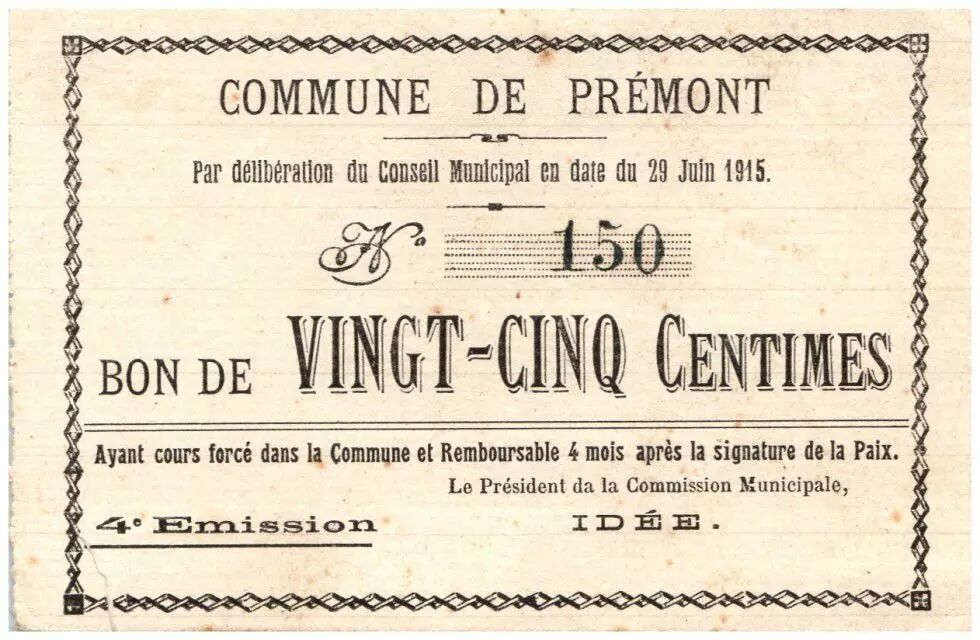 COMMUNE DE PRÉMONT
Par délibération du Conseil Municipal en date du 29 Juin 1915.
Nº 150
BON DE VINGT-CINQ CENTIMES
Ayant cours forcé dans la Commune et Remboursable 4 mois après la signature de la Paix.
Le Président da la Commission Municipale,
4e Emission
IDÉE.